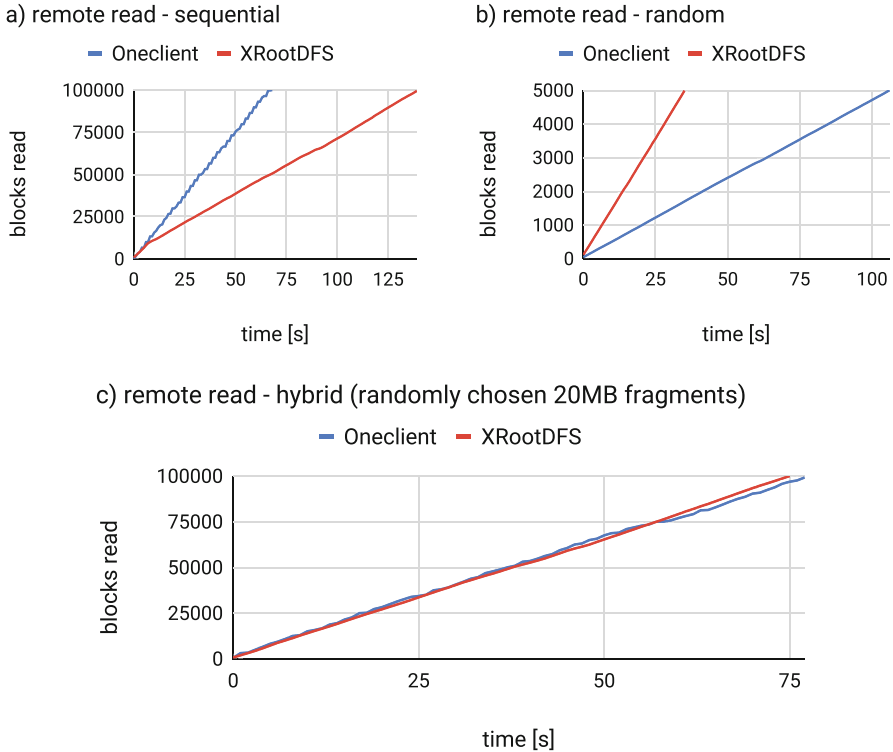 a) remote read - sequential
Oneclient XRootDFS
blocks read
100000
75000
50000
25000
0
0 25 50 75 100 125
time [s]
b) remote read - random
Oneclient XRootDFS
blocks read
5000
4000
3000
2000
1000
0
0 25 50 75 100
time [s]
c) remote read - hybrid (randomly chosen 20MB fragments)
Oneclient XRootDFS
blocks read
100000
75000
50000
25000
0
0 25 50 75
time [s]